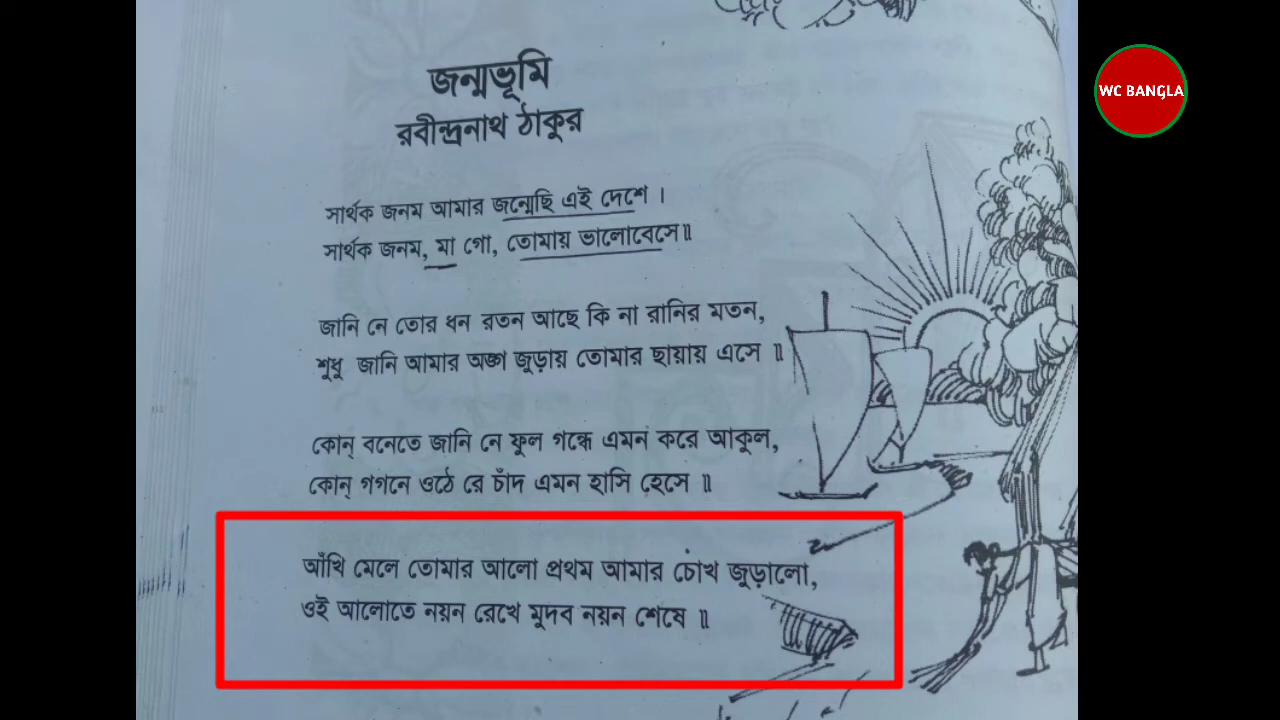 জন্মভূমি
রবীন্দ্রনাথ ঠাকুর
সার্থক জনম আমার জন্মেছি এই দেশে ।
সার্থক জনম, মা গো, তোমায় ভালোবেসে॥
জানি নে তোর ধন রতন আছে কি না রানির মতন,
শুধু জানি আমার অঙ্গ জুড়ায় তোমার ছায়ায় এসে ॥
কোন্ বনেতে জানি নে ফুল গন্ধে এমন করে আকুল,
কোন্ গগনে ওঠে রে চাঁদ এমন হাসি হেসে ॥
আঁখি মেলে তোমার আলো প্রথম আমার চোখ জুড়ালো,
ওই আলোতে নয়ন রেখে মুদব নয়ন শেষে ॥
WC BANGLA